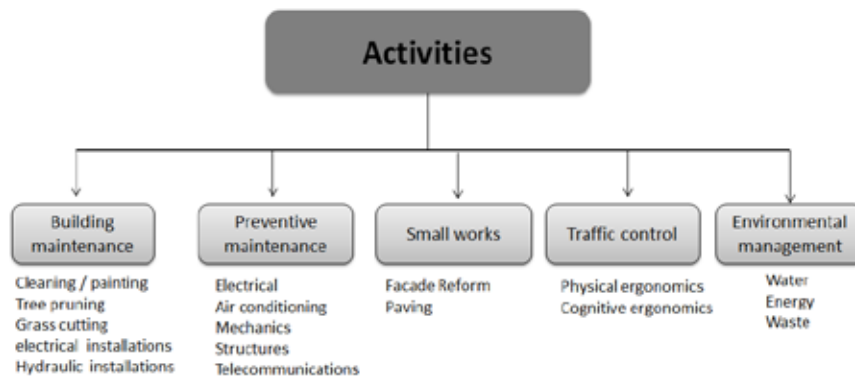 Activities
Building
maintenance
Cleaning / painting
Tree pruning
Grass cutting
electrical installations
Hydraulic installations
Preventive
maintenance
Electrical
Air conditioning
Mechanics
Structures
Telecommunications
Small works
Facade Reform
Paving
Traffic control
Physical ergonomics
Cognitive ergonomics
Environmental
management
Water
Energy
Waste